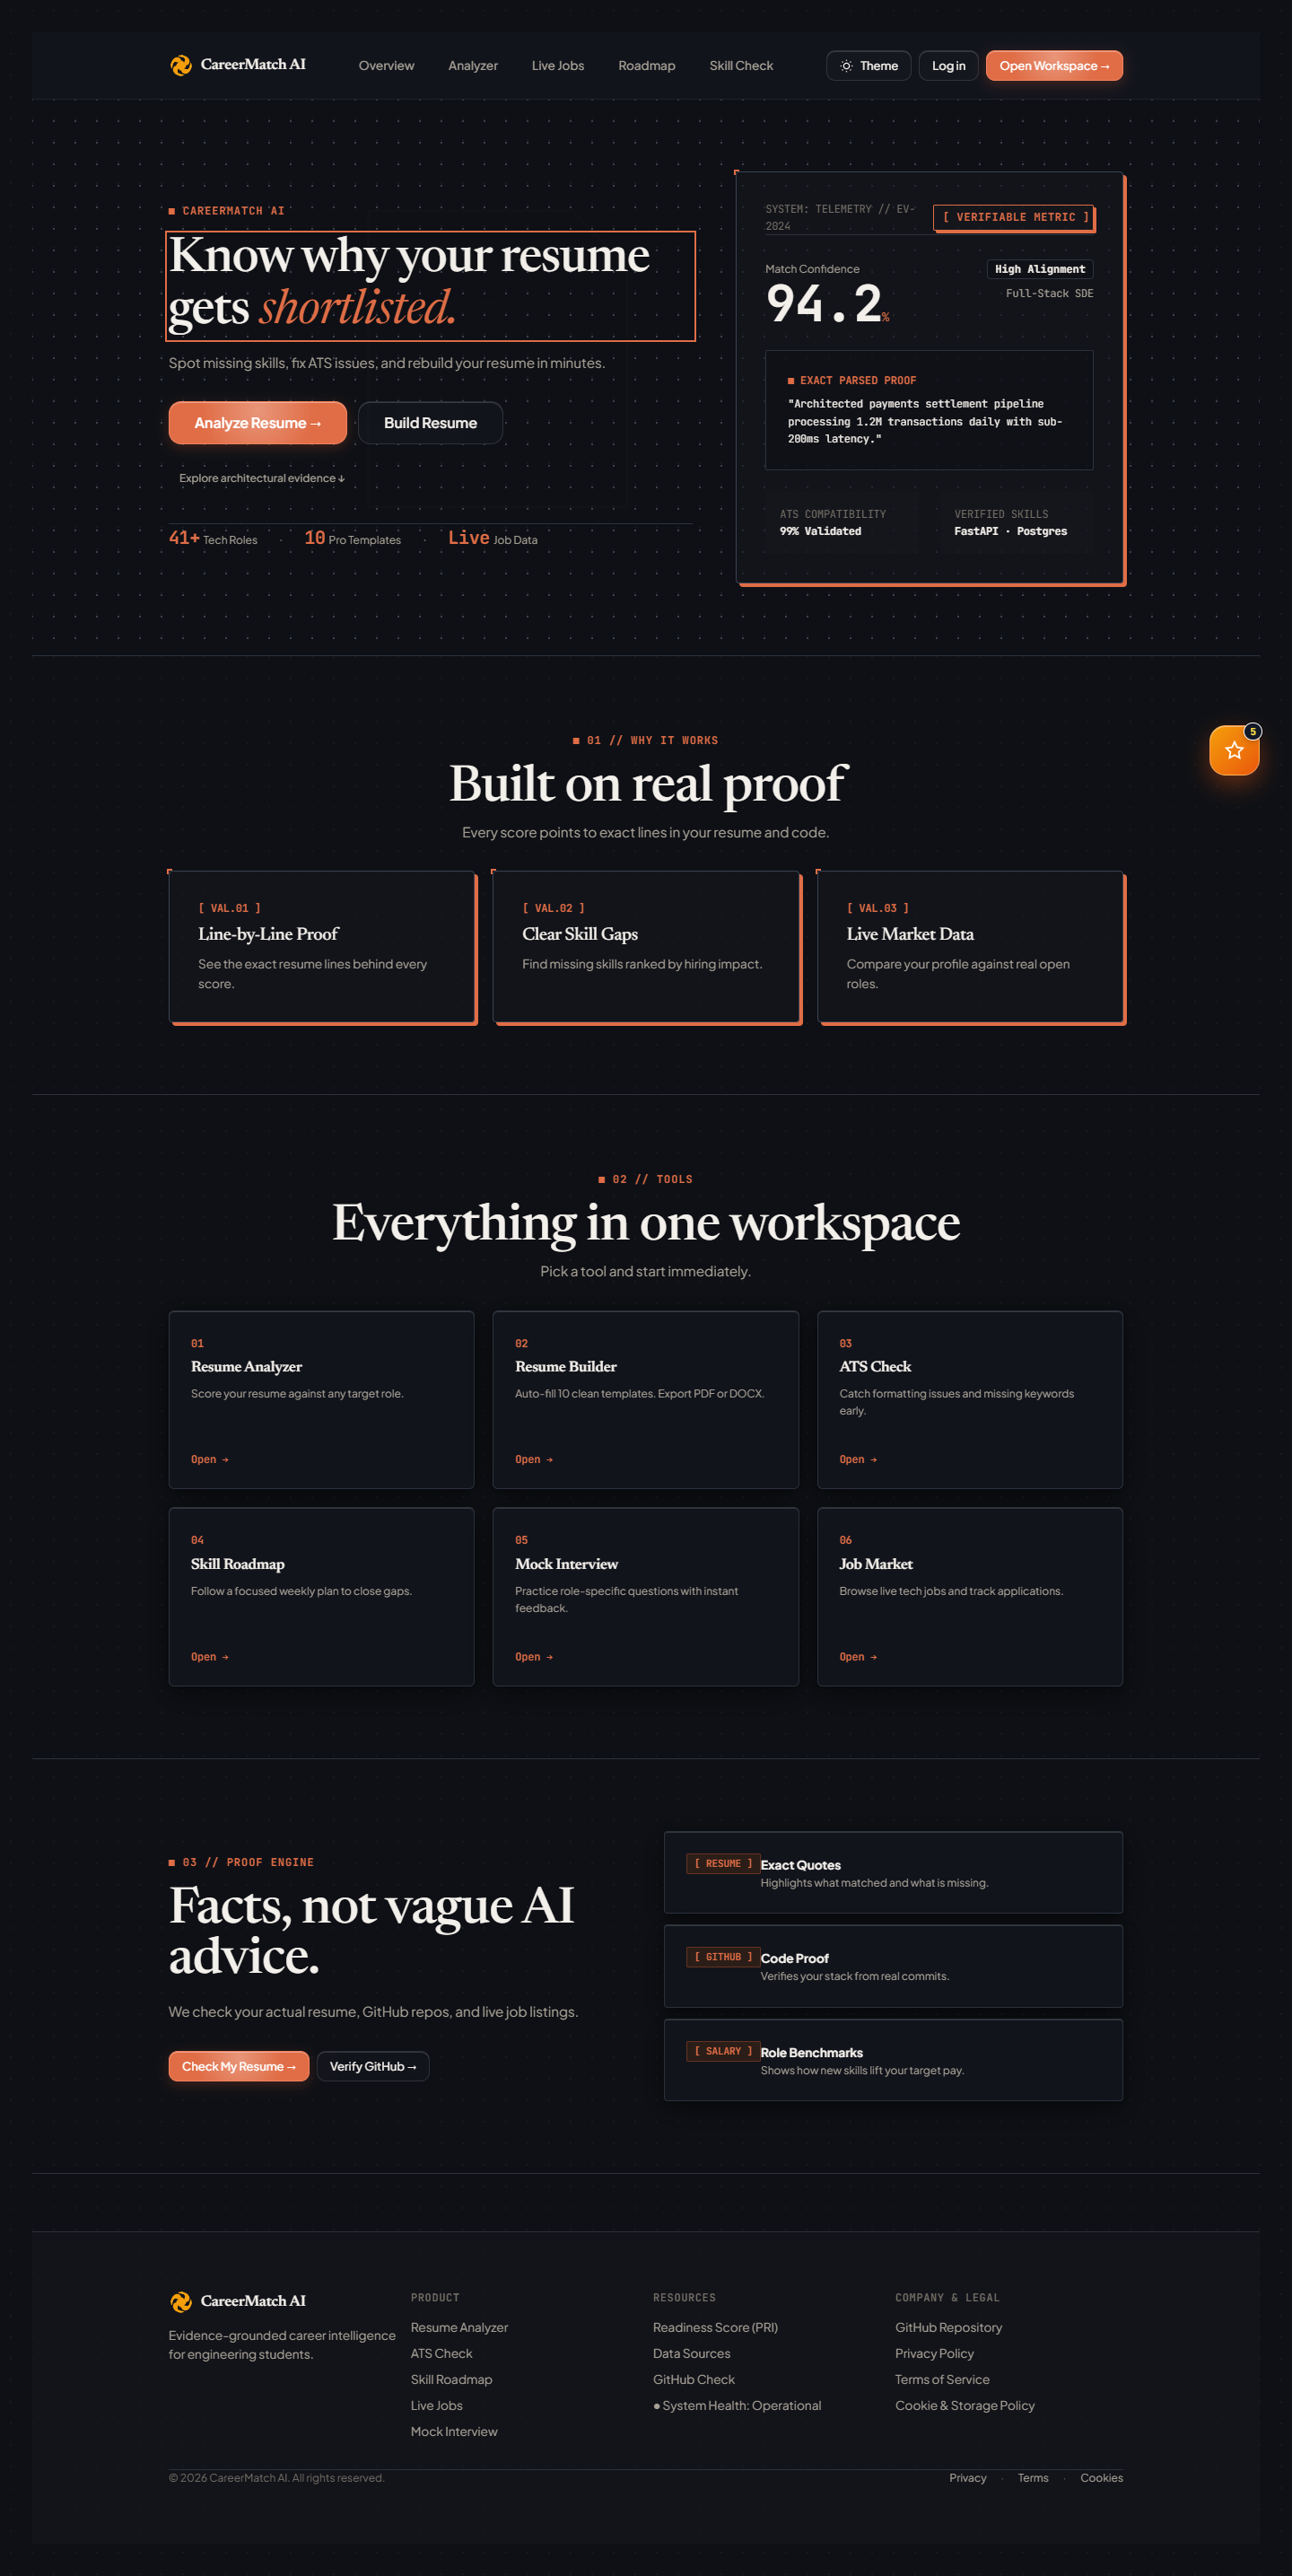 CareerMatch AI
Overview
Analyzer
Live Jobs
Roadmap
Skill Check
Theme
Log in
Open Workspace →
■ CAREERMATCH AI
Know why your resume
gets shortlisted.
Spot missing skills, fix ATS issues, and rebuild your resume in minutes.
Analyze Resume →
Build Resume
Explore architectural evidence ↓
41+ Tech Roles · 10 Pro Templates · Live Job Data
SYSTEM: TELEMETRY // EV-
2024
[ VERIFIABLE METRIC ]
Match Confidence
94.2%
High Alignment
Full-Stack SDE
■ EXACT PARSED PROOF
"Architected payments settlement pipeline
processing 1.2M transactions daily with sub-
200ms latency."
ATS COMPATIBILITY
99% Validated
VERIFIED SKILLS
FastAPI · Postgres
5
■ 01 // WHY IT WORKS
Built on real proof
Every score points to exact lines in your resume and code.
[ VAL.01 ]
Line-by-Line Proof
See the exact resume lines behind every
score.
[ VAL.02 ]
Clear Skill Gaps
Find missing skills ranked by hiring impact.
[ VAL.03 ]
Live Market Data
Compare your profile against real open
roles.
■ 02 // TOOLS
Everything in one workspace
Pick a tool and start immediately.
01
Resume Analyzer
Score your resume against any target role.
Open →
02
Resume Builder
Auto-fill 10 clean templates. Export PDF or DOCX.
Open →
03
ATS Check
Catch formatting issues and missing keywords
early.
Open →
04
Skill Roadmap
Follow a focused weekly plan to close gaps.
Open →
05
Mock Interview
Practice role-specific questions with instant
feedback.
Open →
06
Job Market
Browse live tech jobs and track applications.
Open →
■ 03 // PROOF ENGINE
Facts, not vague AI
advice.
We check your actual resume, GitHub repos, and live job listings.
Check My Resume →
Verify GitHub →
[ RESUME ]
Exact Quotes
Highlights what matched and what is missing.
[ GITHUB ]
Code Proof
Verifies your stack from real commits.
[ SALARY ]
Role Benchmarks
Shows how new skills lift your target pay.
CareerMatch AI
Evidence-grounded career intelligence
for engineering students.
PRODUCT
Resume Analyzer
ATS Check
Skill Roadmap
Live Jobs
Mock Interview
RESOURCES
Readiness Score (PRI)
Data Sources
GitHub Check
● System Health: Operational
COMPANY & LEGAL
GitHub Repository
Privacy Policy
Terms of Service
Cookie & Storage Policy
© 2026 CareerMatch AI. All rights reserved.
Privacy · Terms · Cookies